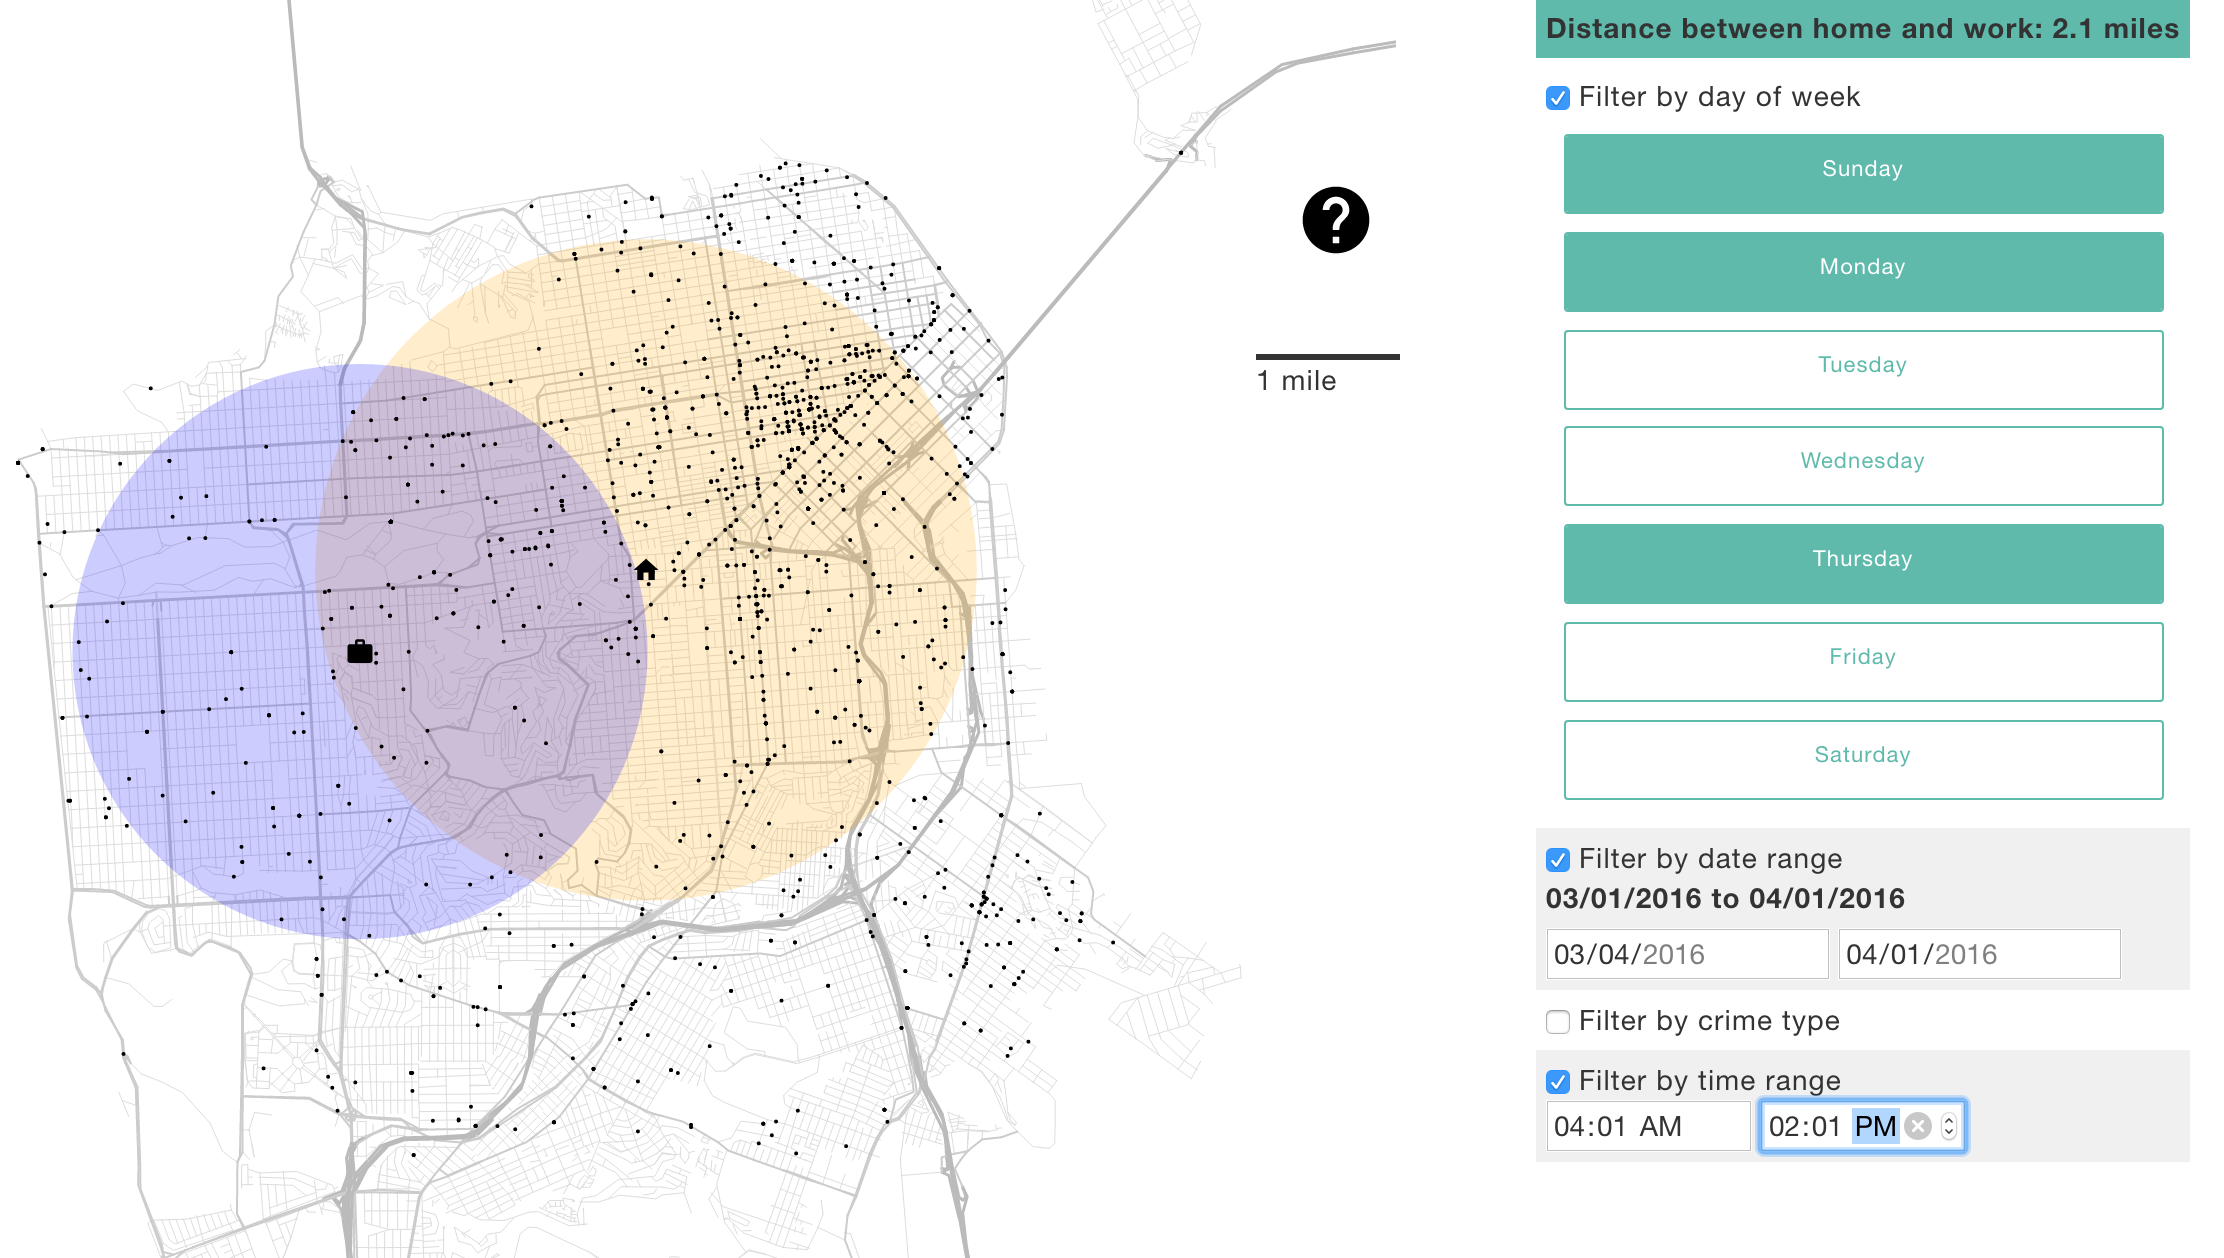 Distance between home and work: 2.1 miles
Filter by day of week
Sunday
Monday
Tuesday
Wednesday
Thursday
Friday
Saturday
?
1 mile
Filter by date range
03/01/2016 to 04/01/2016
03/04/2016 04/01/2016
Filter by crime type
Filter by time range
04:01 AM 02:01 PM